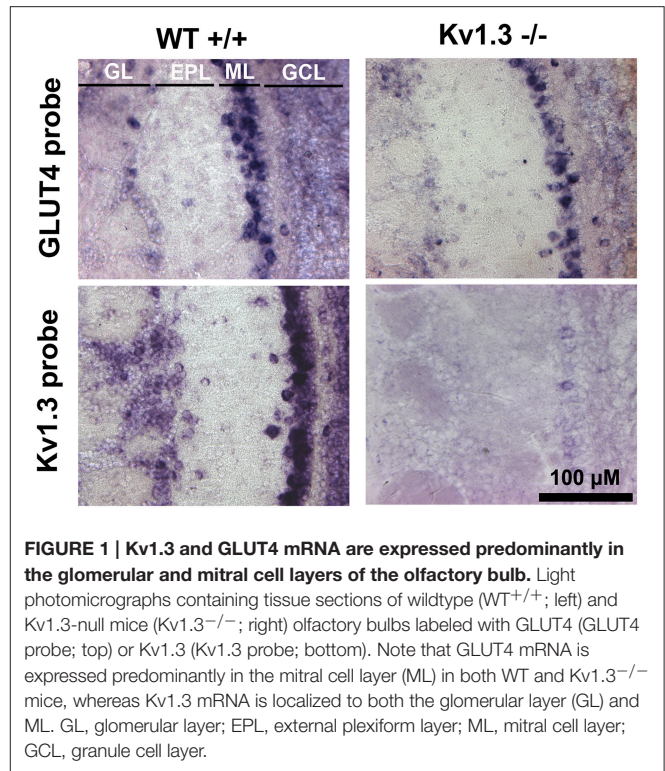 WT +/+
Kv1.3 -/-
GL EPL ML GCL
GLUT4 probe
Kv1.3 probe
100 µM
FIGURE 1 | Kv1.3 and GLUT4 mRNA are expressed predominantly in
the glomerular and mitral cell layers of the olfactory bulb. Light
photomicrographs containing tissue sections of wildtype (WT+/+; left) and
Kv1.3-null mice (Kv1.3−/−; right) olfactory bulbs labeled with GLUT4 (GLUT4
probe; top) or Kv1.3 (Kv1.3 probe; bottom). Note that GLUT4 mRNA is
expressed predominantly in the mitral cell layer (ML) in both WT and Kv1.3−/−
mice, whereas Kv1.3 mRNA is localized to both the glomerular layer (GL) and
ML. GL, glomerular layer; EPL, external plexiform layer; ML, mitral cell layer;
GCL, granule cell layer.